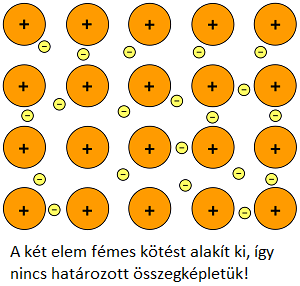 + + + + +
− − − − −
+ + + + +
− − − − − −
− −
+ + + + +
−
− − − − −
+ + + + +
− −
A két elem fémes kötést alakít ki, így
nincs határozott összegképletük!